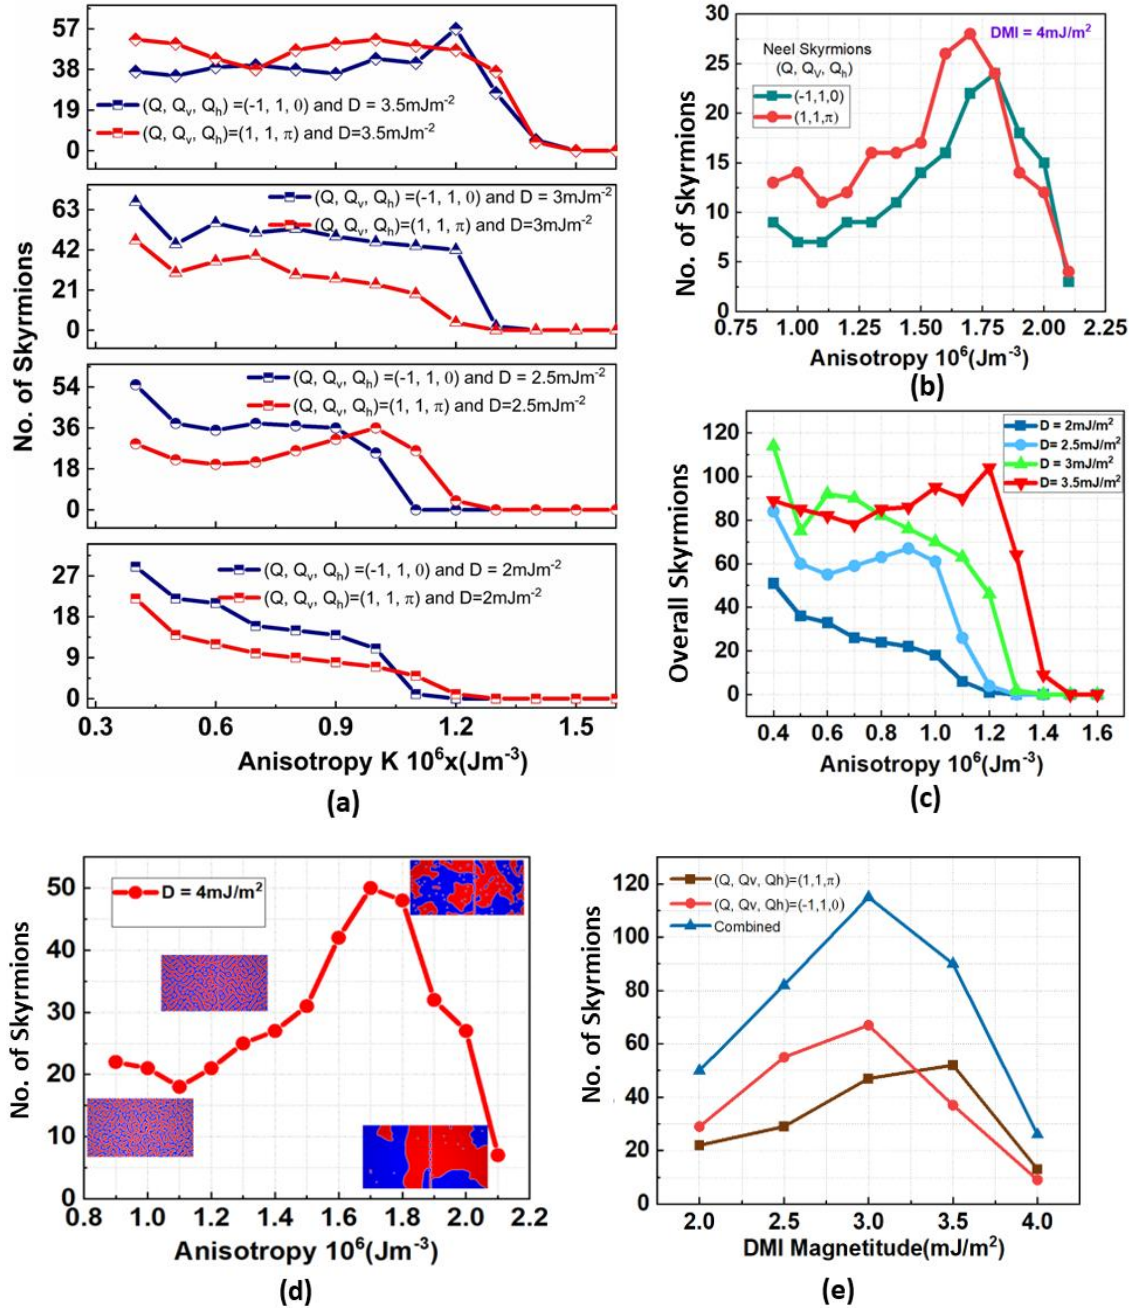 No. of Skyrmions
57
38
19
0
(Q, Qv, Qh) =(-1, 1, 0) and D = 3.5mJm-2
(Q, Qv, Qh)=(1, 1, π) and D=3.5mJm-2
63
42
21
0
(Q, Qv, Qh) =(-1, 1, 0) and D = 3mJm-2
(Q, Qv, Qh)=(1, 1, π) and D=3mJm-2
54
36
18
0
(Q, Qv, Qh) =(-1, 1, 0) and D = 2.5mJm-2
(Q, Qv, Qh)=(1, 1, π) and D=2.5mJm-2
27
18
9
0
(Q, Qv, Qh) =(-1, 1, 0) and D = 2mJm-2
(Q, Qv, Qh)=(1, 1, π) and D=2mJm-2
0.3 0.6 0.9 1.2 1.5
Anisotropy K 10^6x(Jm-3)
(a)
No. of Skyrmions
30
25
20
15
10
5
0
DMI = 4mJ/m2
Neel Skyrmions
(Q, QV, Qh)
(-1,1,0)
(1,1,π)
0.75 1.00 1.25 1.50 1.75 2.00 2.25
Anisotropy 10^6(Jm-3)
(b)
Overall Skyrmions
120
100
80
60
40
20
0
D = 2mJ/m2
D= 2.5mJ/m2
D= 3mJ/m2
D= 3.5mJ/m2
0.4 0.6 0.8 1.0 1.2 1.4 1.6
Anisotropy 10^6(Jm-3)
(c)
No. of Skyrmions
50
40
30
20
10
0
D = 4mJ/m2
0.8 1.0 1.2 1.4 1.6 1.8 2.0 2.2
Anisotropy 10^6(Jm-3)
(d)
No. of Skyrmions
120
100
80
60
40
20
0
(Q, Qv, Qh)=(1,1,π)
(Q, Qv, Qh)=(-1,1,0)
Combined
2.0 2.5 3.0 3.5 4.0
DMI Magnetitude(mJ/m2)
(e)